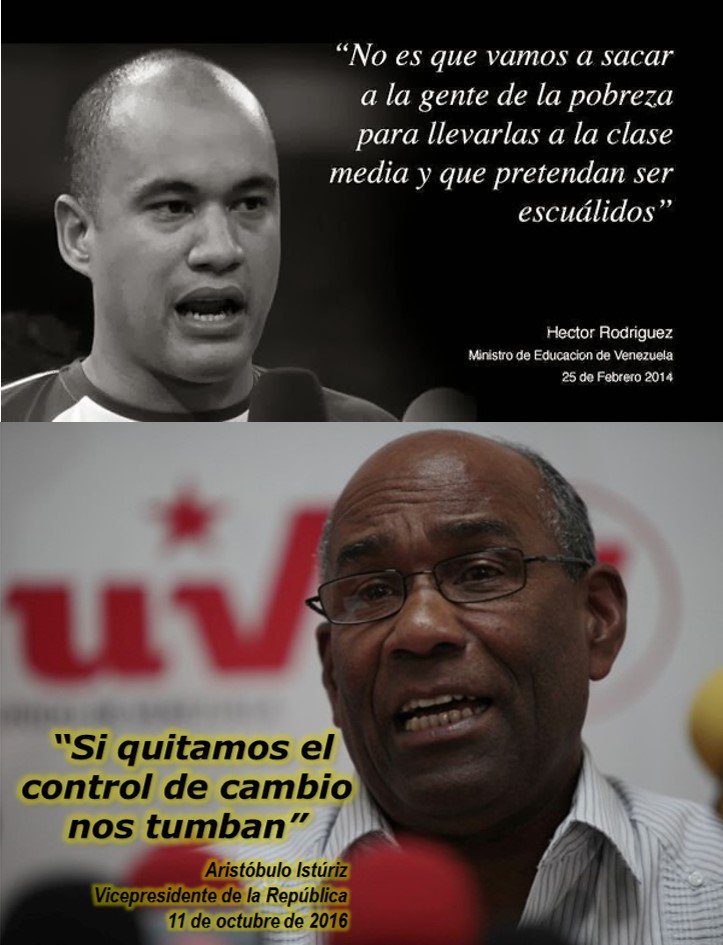 “No es que vamos a sacar
a la gente de la pobreza
para llevarlas a la clase
media y que pretendan ser
escuálidos”
Hector Rodriguez
Ministro de Educacion de Venezuela
25 de Febrero 2014
uv
“Si quitamos el
control de cambio
nos tumban”
Aristóbulo Istúriz
Vicepresidente de la República
11 de octubre de 2016